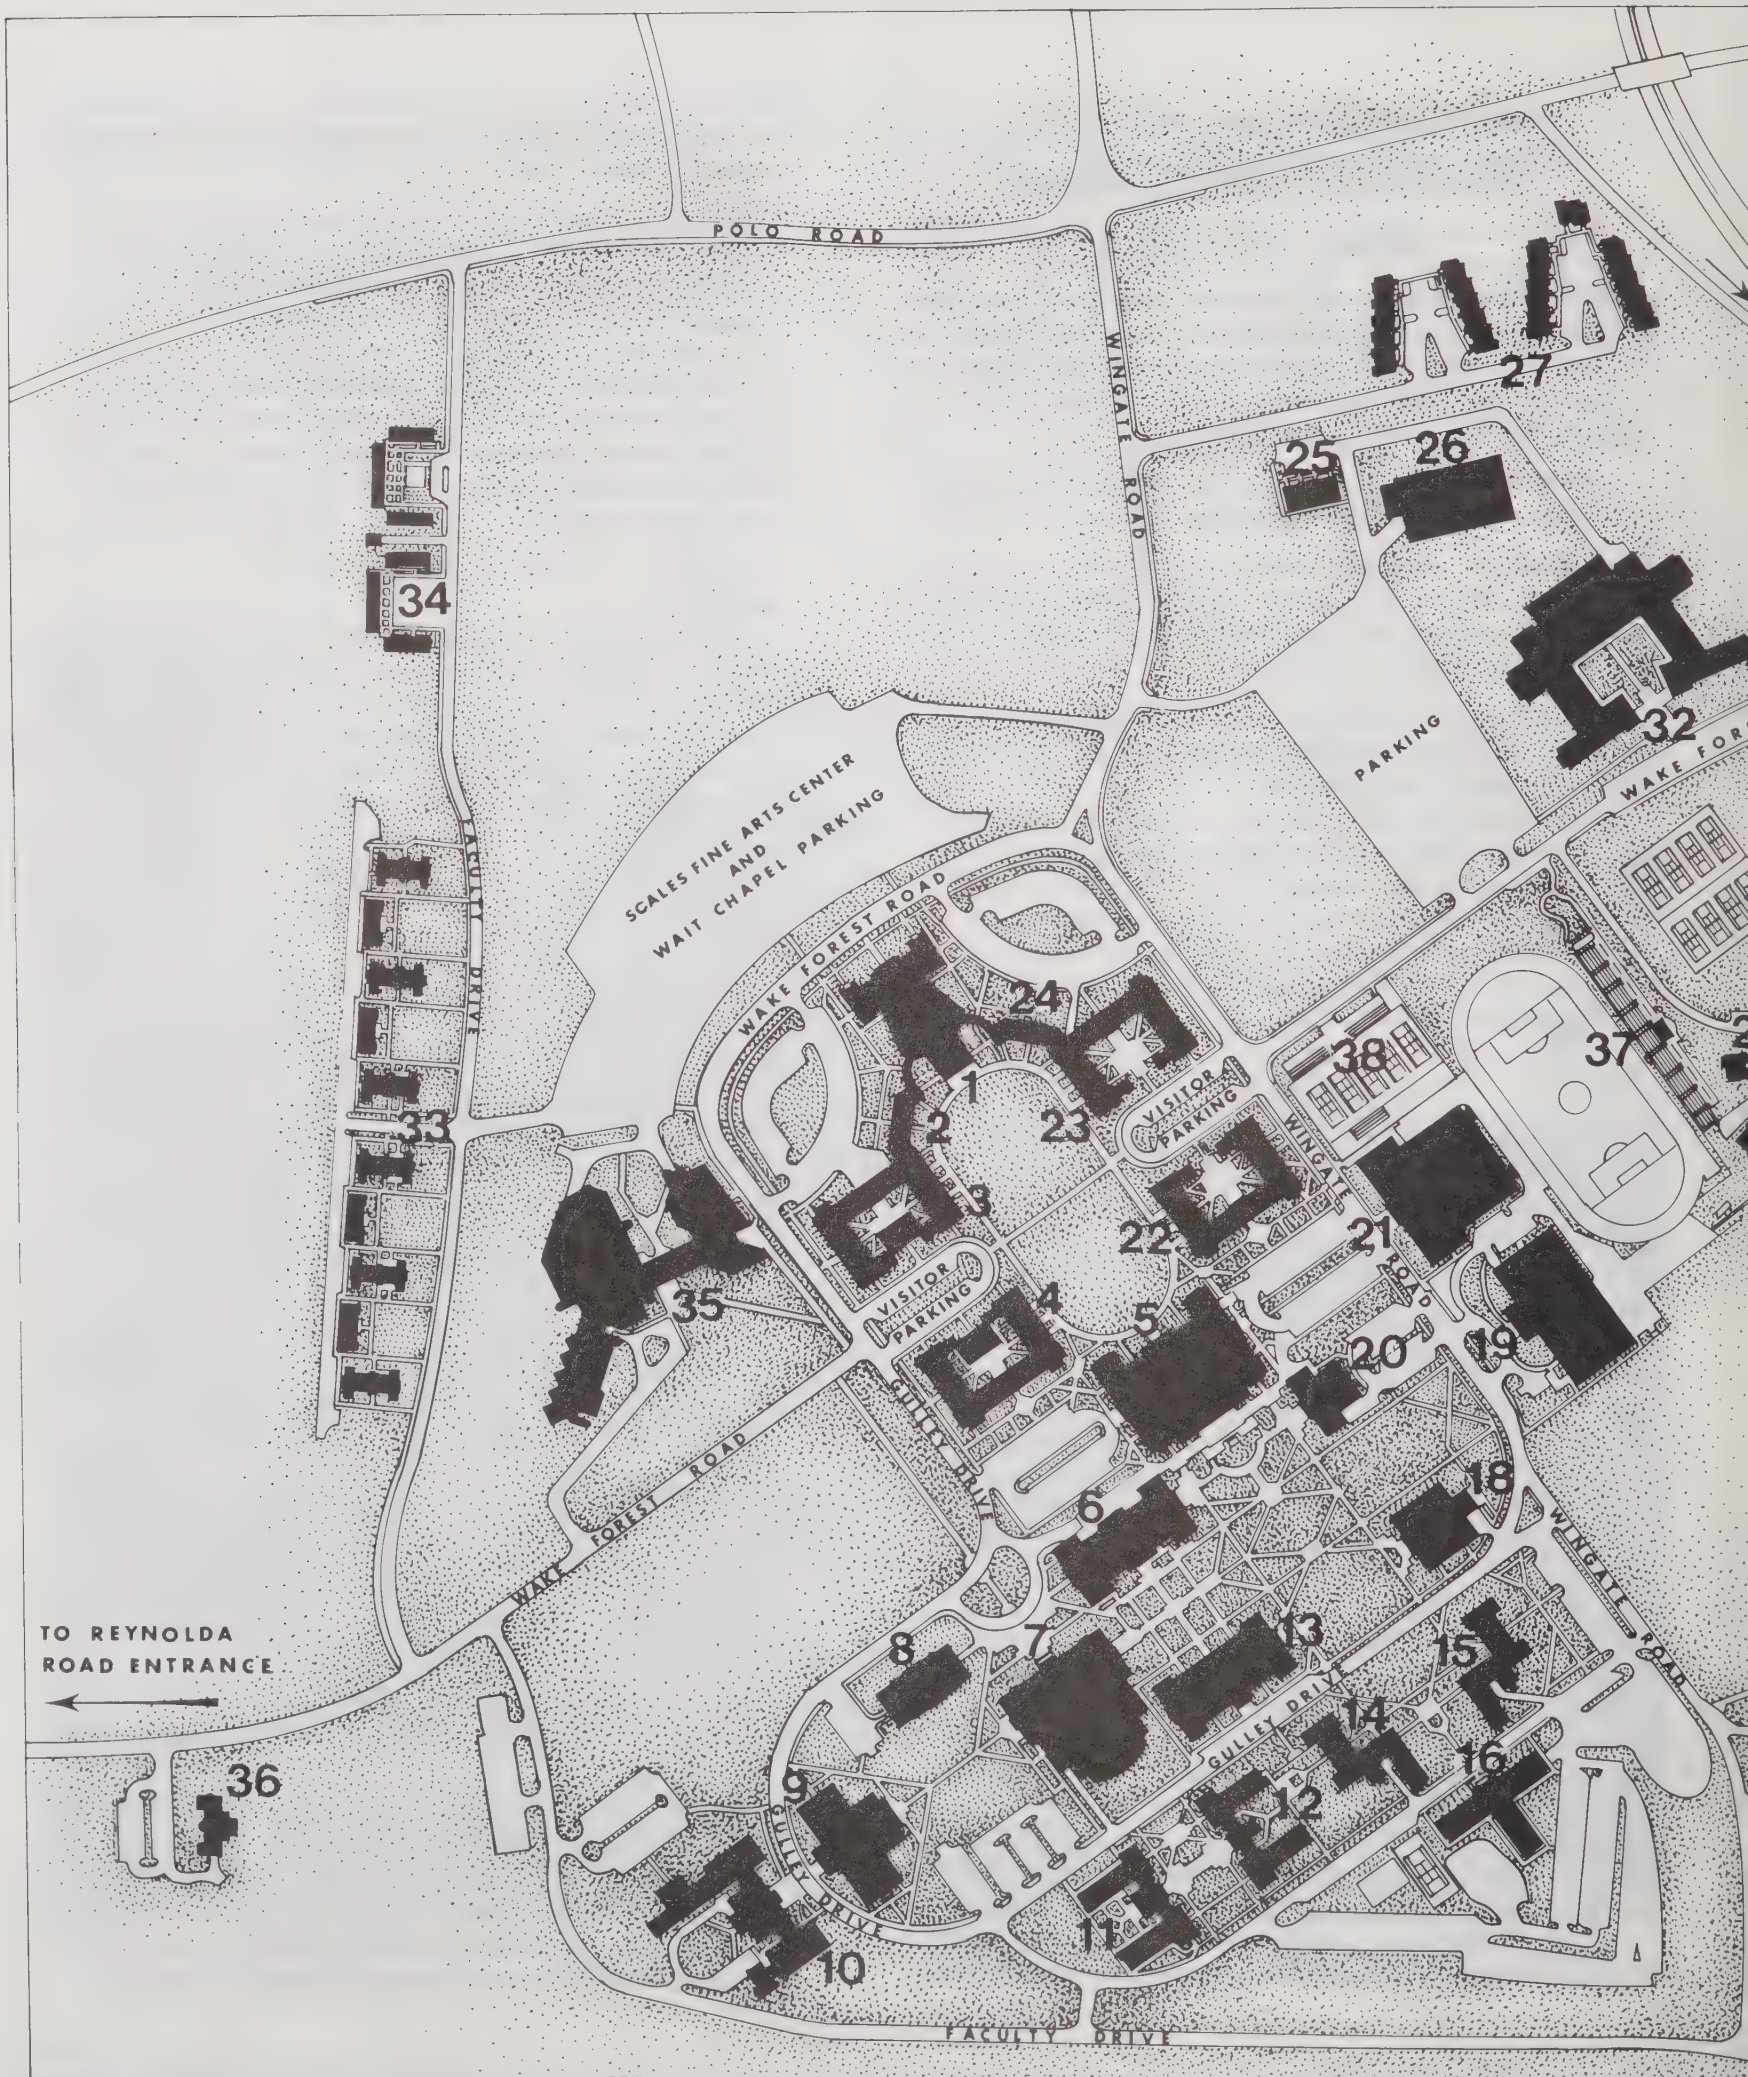 POLO ROAD
WINGATE ROAD
27
25
26
34
32
PARKING
WAKE
FACULTY DRIVE
SCALES FINE ARTS CENTER
AND
WAIT CHAPEL PARKING
WAKE FOREST ROAD
24
37
38
1
2
23
VISITOR
PARKING
33
3
WINGATE ROAD
22
21
35
VISITOR
PARKING
4
5
20
19
GULLEY DRIVE
WAKE FOREST ROAD
6
18
WINGATE ROAD
TO REYNOLDA
ROAD ENTRANCE
8
7
13
15
GULLEY DRIVE
14
16
36
9
12
GULLEY DRIVE
11
10
FACULTY DRIVE